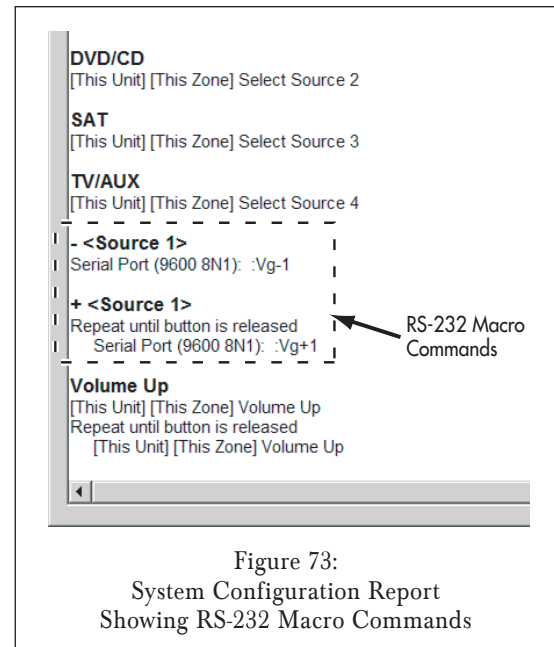 DVD/CD
[This Unit] [This Zone] Select Source 2
SAT
[This Unit] [This Zone] Select Source 3
TV/AUX
[This Unit] [This Zone] Select Source 4
- <Source 1>
Serial Port (9600 8N1): :Vg-1
+ <Source 1>
Repeat until button is released
Serial Port (9600 8N1): :Vg+1
RS-232 Macro
Commands
Volume Up
[This Unit] [This Zone] Volume Up
Repeat until button is released
[This Unit] [This Zone] Volume Up
Figure 73:
System Configuration Report
Showing RS-232 Macro Commands